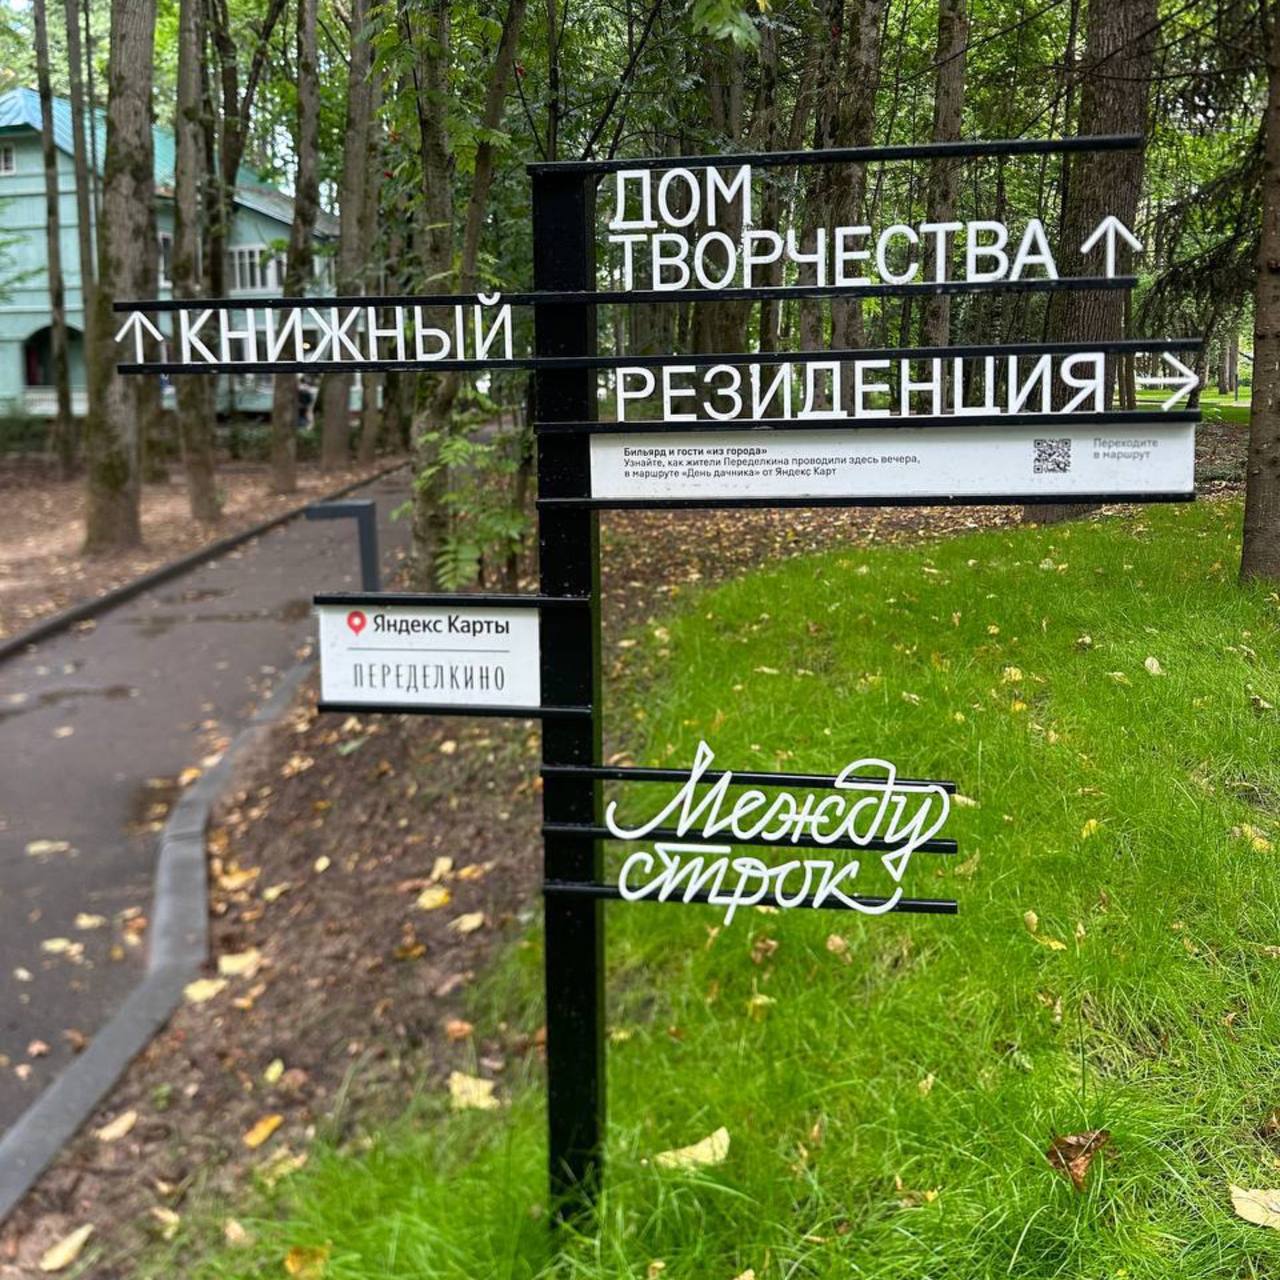 ДОМ
ТВОРЧЕСТВА ↑
↑ КНИЖНЫЙ
РЕЗИДЕНЦИЯ →
Бильярд и гости «из города»
Узнайте, как жители Переделкина проводили здесь вечера,
в маршруте «День дачника» от Яндекс Карт
Переходите
в маршрут
Яндекс Карты
ПЕРЕДЕЛКИНО
Между
строк